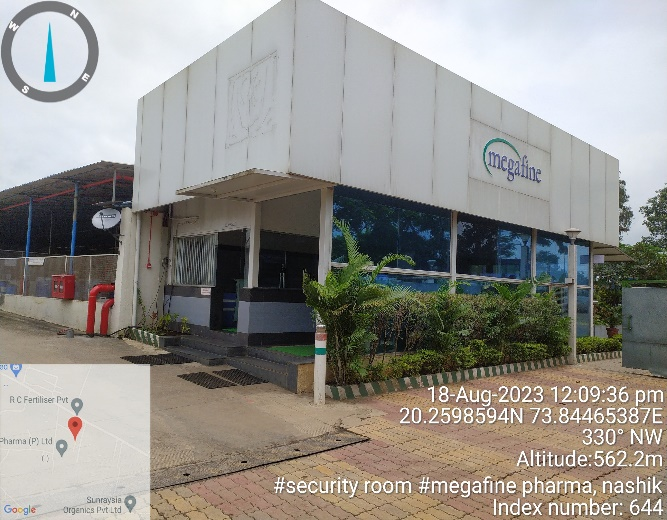 N
W
E
S
megafine
R C Fertiliser Pvt
Pharma (P) Ltd
Sunraysia
Organics Pvt Ltd
Google
18-Aug-2023 12:09:36 pm
20.2598594N 73.84465387E
330° NW
Altitude:562.2m
#security room #megafine pharma, nashik
Index number: 644